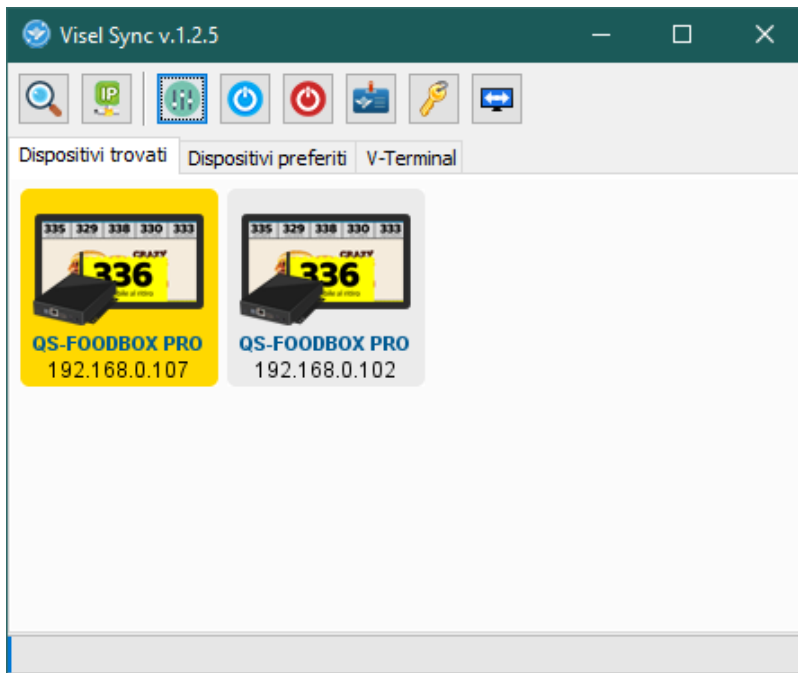 Visel Sync v.1.2.5
IP
Dispositivi trovati Dispositivi preferiti V-Terminal
335 329 338 330 333
CRAZY
336
335 329 338 330 333
CRAZY
336
QS-FOODBOX PRO
192.168.0.107
QS-FOODBOX PRO
192.168.0.102